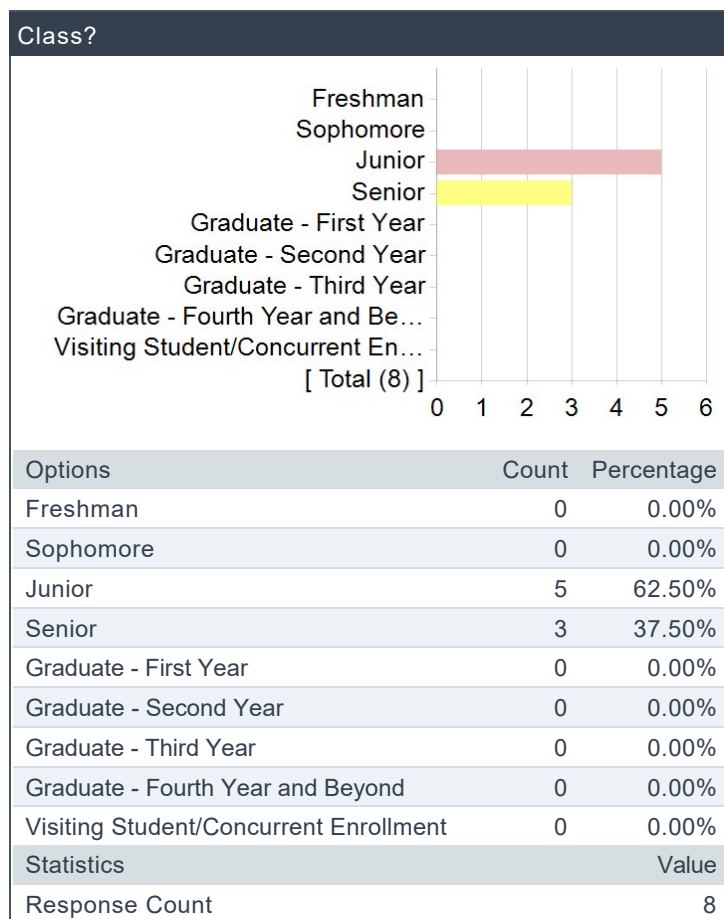 Class?
Freshman
Sophomore
Junior
Senior
Graduate - First Year
Graduate - Second Year
Graduate - Third Year
Graduate - Fourth Year and Be...
Visiting Student/Concurrent En...
[ Total (8) ]
0 1 2 3 4 5 6
Options Count Percentage
Freshman 0 0.00%
Sophomore 0 0.00%
Junior 5 62.50%
Senior 3 37.50%
Graduate - First Year 0 0.00%
Graduate - Second Year 0 0.00%
Graduate - Third Year 0 0.00%
Graduate - Fourth Year and Beyond 0 0.00%
Visiting Student/Concurrent Enrollment 0 0.00%
Statistics Value
Response Count 8